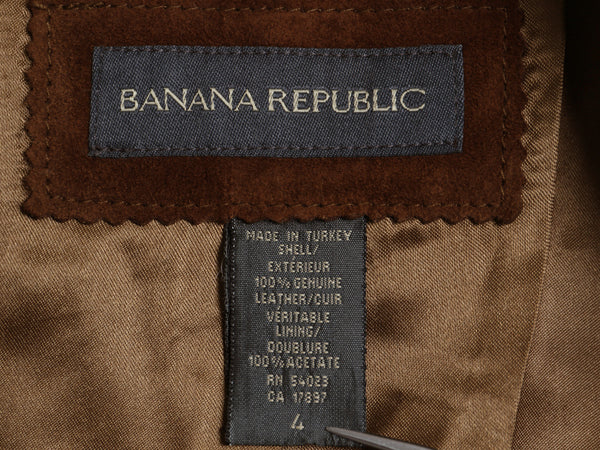 BANANA REPUBLIC
MADE IN TURKEY
SHELL/
EXTÉRIEUR
100% GENUINE
LEATHER/CUIR
VÉRITABLE
LINING/
DOUBLURE
100% ACETATE
RN 54023
CA 17897
4